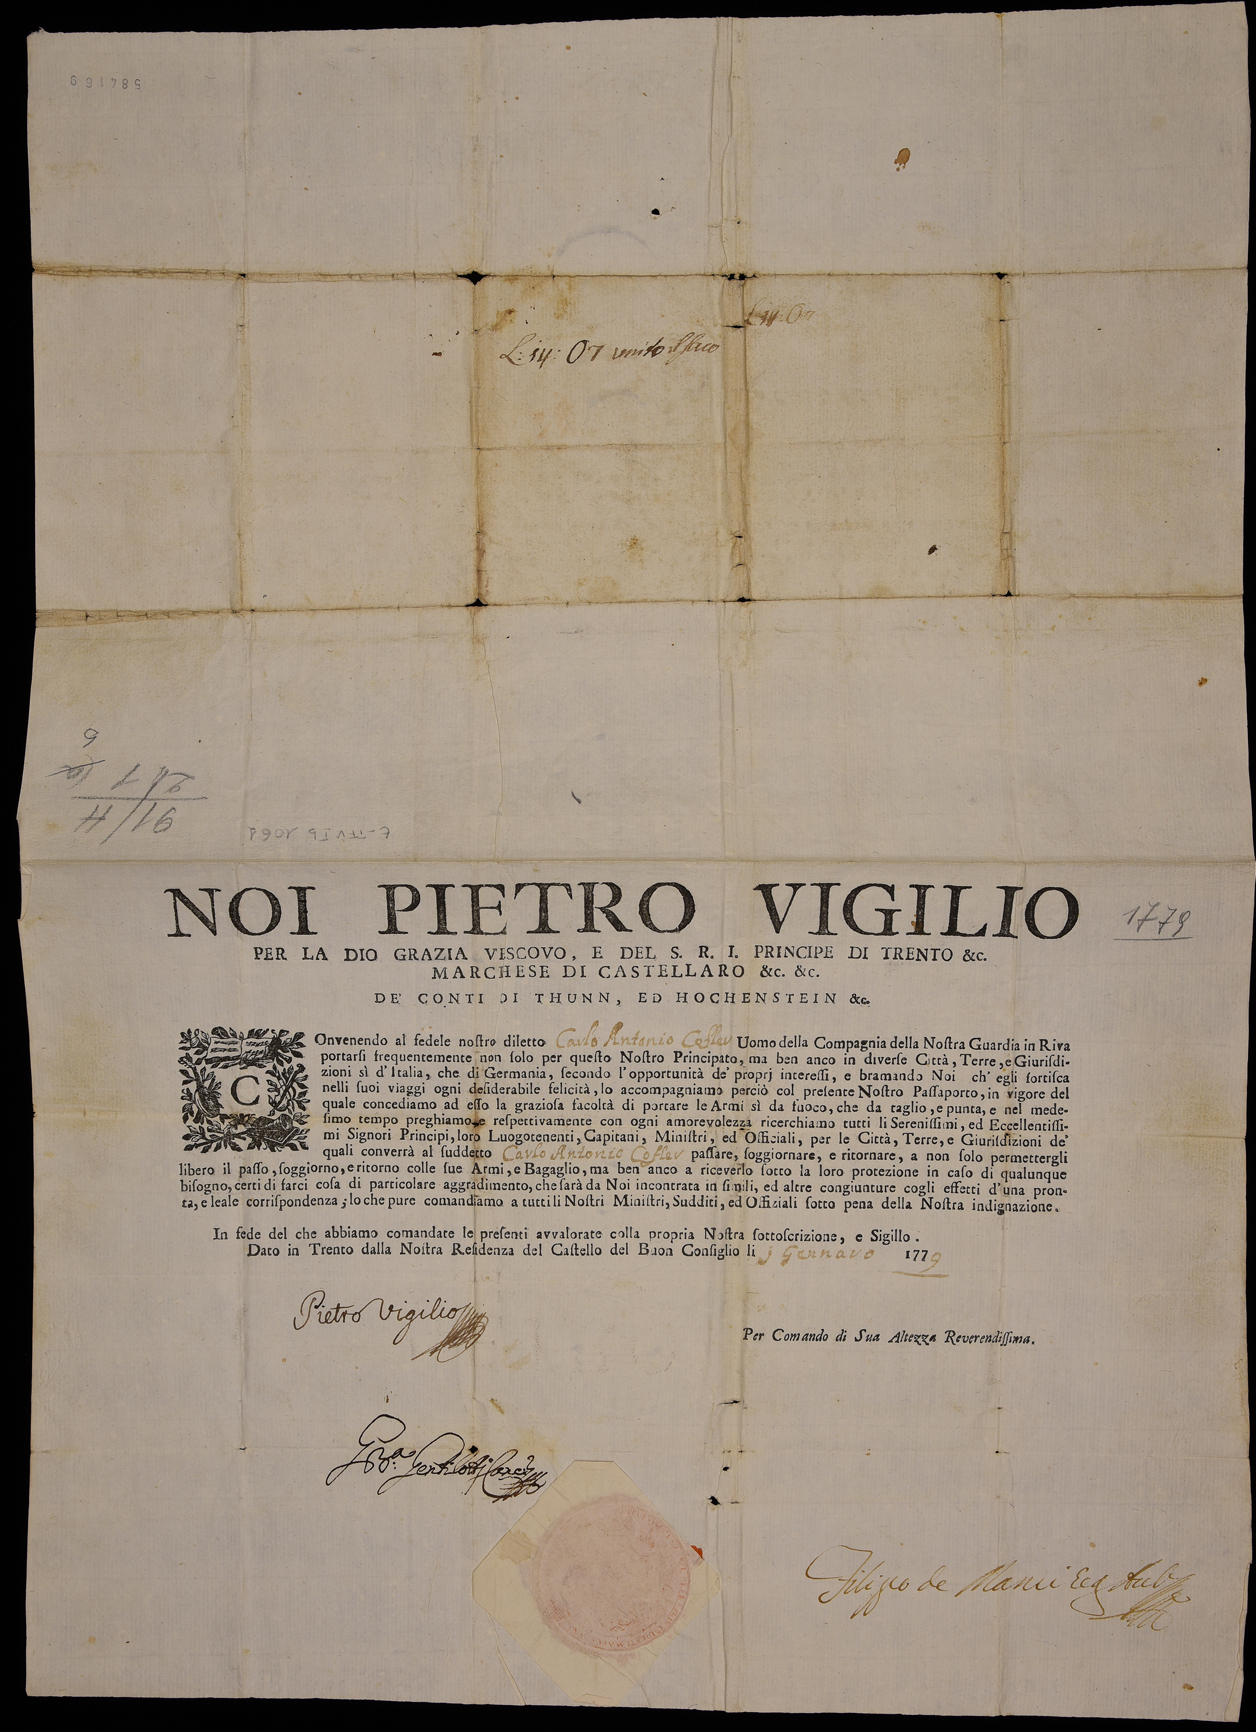 584169
L: 14: 07
L: 14: 07
6
91/H
NOI PIETRO VIGILIO
1779
PER LA DIO GRAZIA VESCOVO, E DEL S. R. I. PRINCIPE DI TRENTO &c.
MARCHESE DI CASTELLARO &c. &c.
DE' CONTI DI THUNN, ED HOCHENSTEIN &c.
COnvenendo al fedele noſtro diletto Carlo Antonio Uomo della Compagnia della Noſtra Guardia in Riva
portarſi frequentemente non ſolo per queſto Noſtro Principato, ma ben anco in diverſe Città, Terre, e Giuriſdi-
zioni sì d'Italia, che di Germania, ſecondo l'opportunità de' proprj intereſſi, e bramando Noi ch' egli ſortiſca
nelli ſuoi viaggi ogni deſiderabile felicità, lo accompagniamo perciò col preſente Noſtro Paſſaporto, in vigore del
quale concediamo ad eſſo la grazioſa facoltà di portare le Armi sì da fuoco, che da taglio, e punta, e nel mede-
ſimo tempo preghiamo, e reſpettivamente con ogni amorevolezza ricerchiamo tutti li Sereniſſimi, ed Eccellentiſſi-
mi Signori Principi, loro Luogotenenti, Capitani, Miniſtri, ed Officiali, per le Città, Terre, e Giuriſdizioni de'
quali converrà al ſuddetto Carlo Antonio paſſare, ſoggiornare, e ritornare, a non ſolo permettergli
libero il paſſo, ſoggiorno, e ritorno colle ſue Armi, e Bagaglio, ma ben anco a riceverlo ſotto la loro protezione in caſo di qualunque
biſogno, certi di farci coſa di particolare aggradimento, che ſarà da Noi incontrata in ſimili, ed altre congiunture cogli effetti d'una pron-
ta, e leale corriſpondenza; lo che pure comandiamo a tutti li Noſtri Miniſtri, Sudditi, ed Officiali ſotto pena della Noſtra indignazione.
In fede del che abbiamo comandate le preſenti avvalorate colla propria Noſtra ſottoſcrizione, e Sigillo.
Dato in Trento dalla Noſtra Reſidenza del Caſtello del Buon Conſiglio li j Gennaro 1779
Pietro Vigilio
Per Comando di Sua Altezza Reverendiſſima.
Filippo de